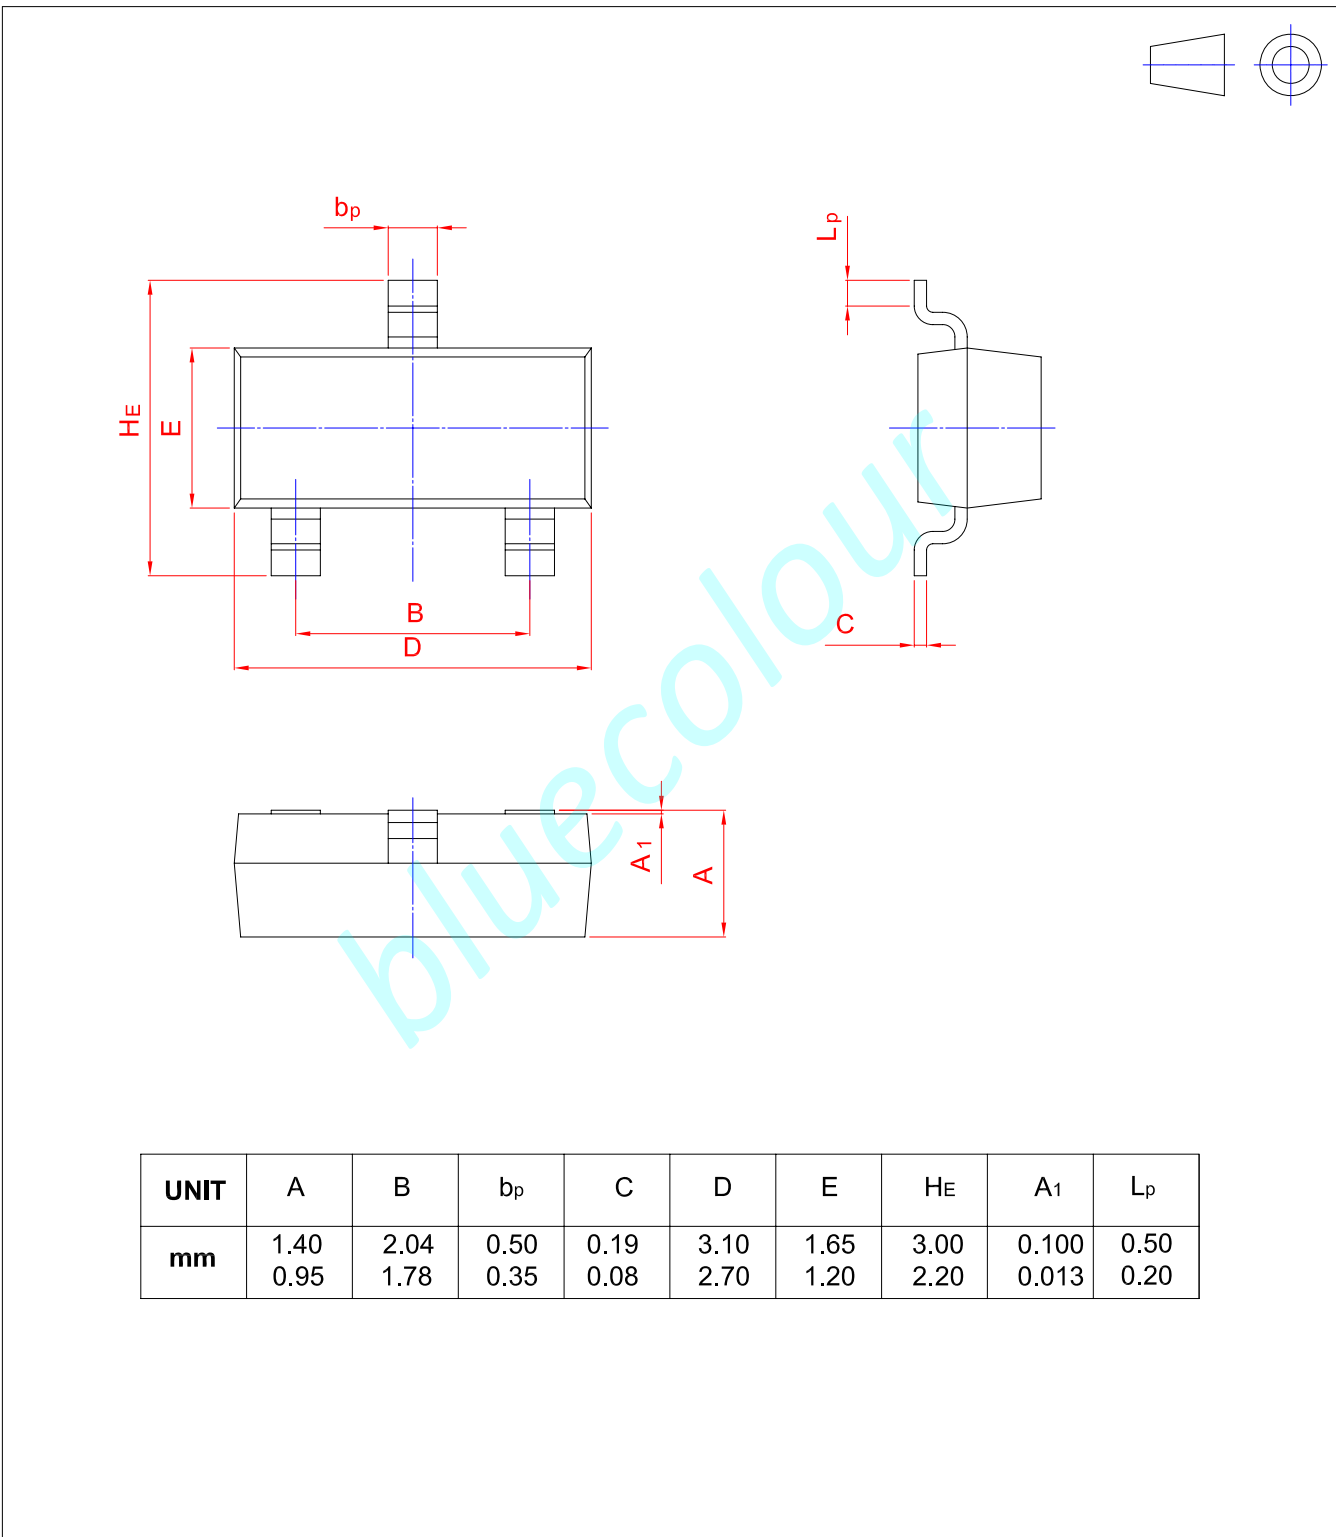 bp
Lp
HE
E
B
D
C
A1
A
bluecolour
UNIT A B bp C D E HE A1 Lp
mm 1.40 2.04 0.50 0.19 3.10 1.65 3.00 0.100 0.50
0.95 1.78 0.35 0.08 2.70 1.20 2.20 0.013 0.20